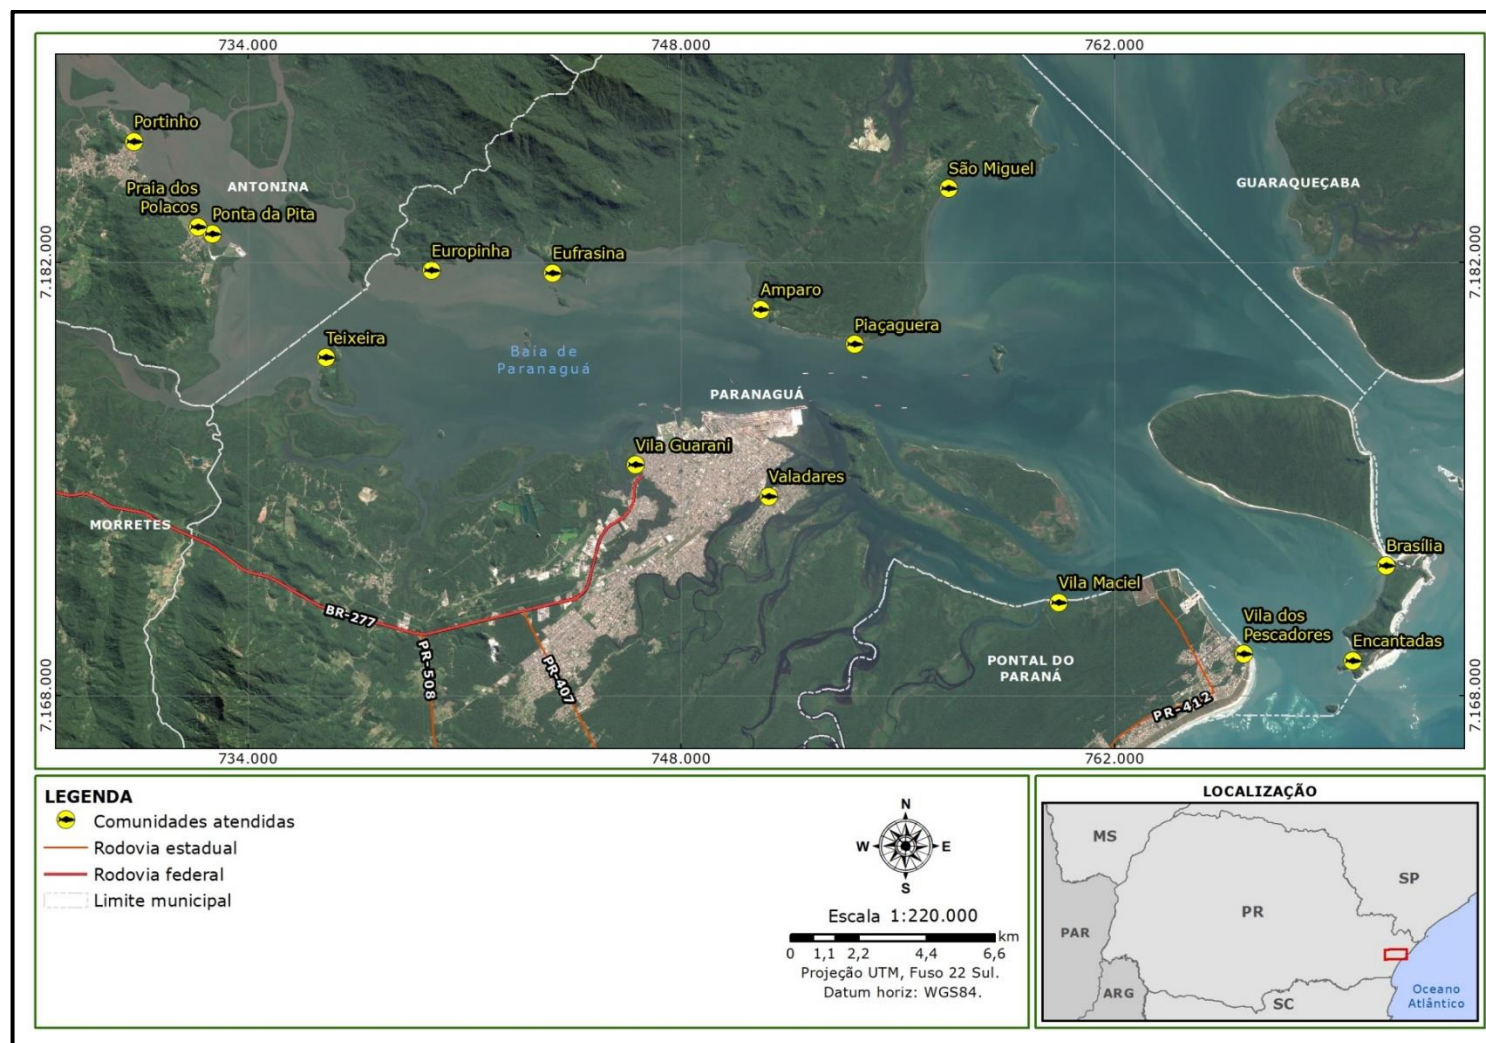 734.000
748.000
762.000
Portinho
Praia dos
Polacos
Ponta da Pita
ANTONINA
São Miguel
GUARAQUEÇABA
7.182.000
7.182.000
Europinha
Eufrasina
Amparo
Piaçaguera
Teixeira
Baía de
Paranaguá
PARANAGUÁ
Vila Guarani
Valadares
MORRETES
Brasília
Vila Maciel
BR-277
Vila dos
Pescadores
Encantadas
PR-508
PR-407
PONTAL DO
PARANÁ
PR-412
7.168.000
7.168.000
734.000
748.000
762.000
LEGENDA
Comunidades atendidas
Rodovia estadual
Rodovia federal
Limite municipal
N
W
E
S
Escala 1:220.000
km
0 1,1 2,2 4,4 6,6
Projeção UTM, Fuso 22 Sul.
Datum horiz: WGS84.
LOCALIZAÇÃO
MS
SP
PR
PAR
ARG
SC
Oceano
Atlântico